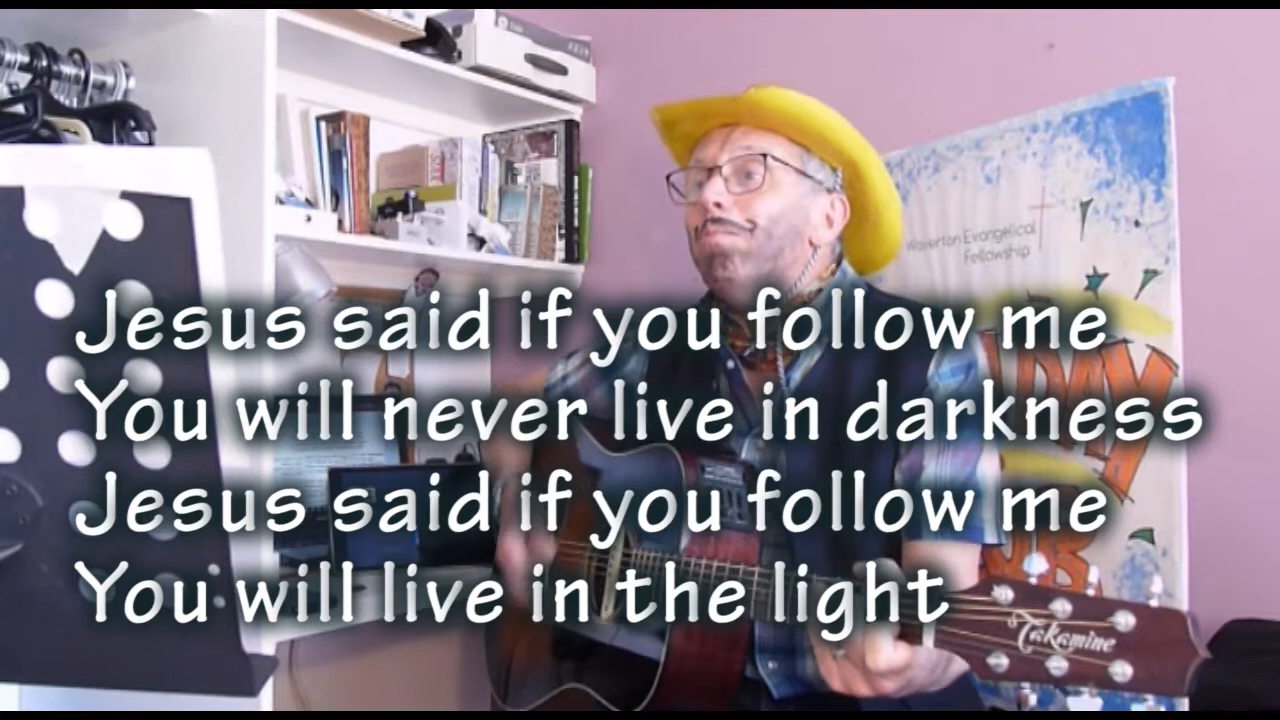 Waverton Evangelical
Fellowship
Jesus said if you follow me
You will never live in darkness
Jesus said if you follow me
You will live in the light
Takamine